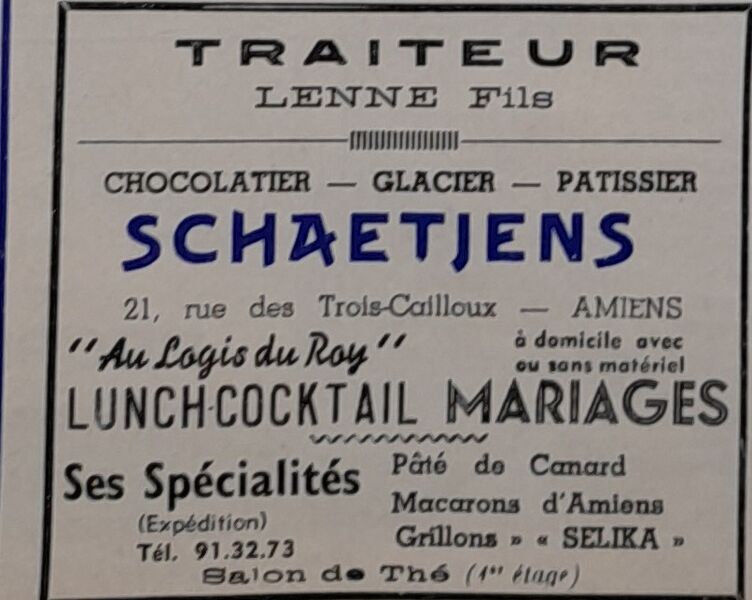 TRAITEUR
LENNE Fils
CHOCOLATIER — GLACIER — PATISSIER
SCHAETJENS
21, rue des Trois-Cailloux — AMIENS
"Au Logis du Roy"
à domicile avec
ou sans matériel
LUNCH-COCKTAIL MARIAGES
Ses Spécialités
(Expédition)
Tél. 91.32.73
Pâté de Canard
Macarons d'Amiens
Grillons » « SELIKA »
Salon de Thé (1er étage)